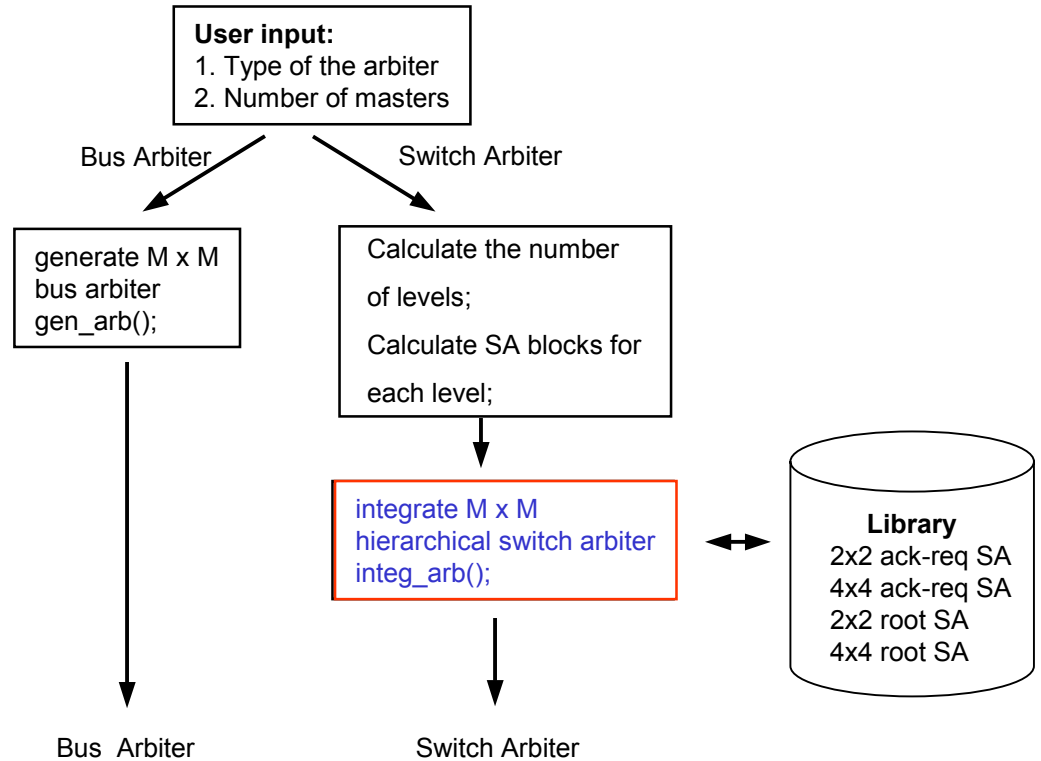 User input:
1. Type of the arbiter
2. Number of masters
Bus Arbiter
Switch Arbiter
generate M x M
bus arbiter
gen_arb();
Calculate the number
of levels;
Calculate SA blocks for
each level;
integrate M x M
hierarchical switch arbiter
integ_arb();
Library
2x2 ack-req SA
4x4 ack-req SA
2x2 root SA
4x4 root SA
Bus Arbiter
Switch Arbiter